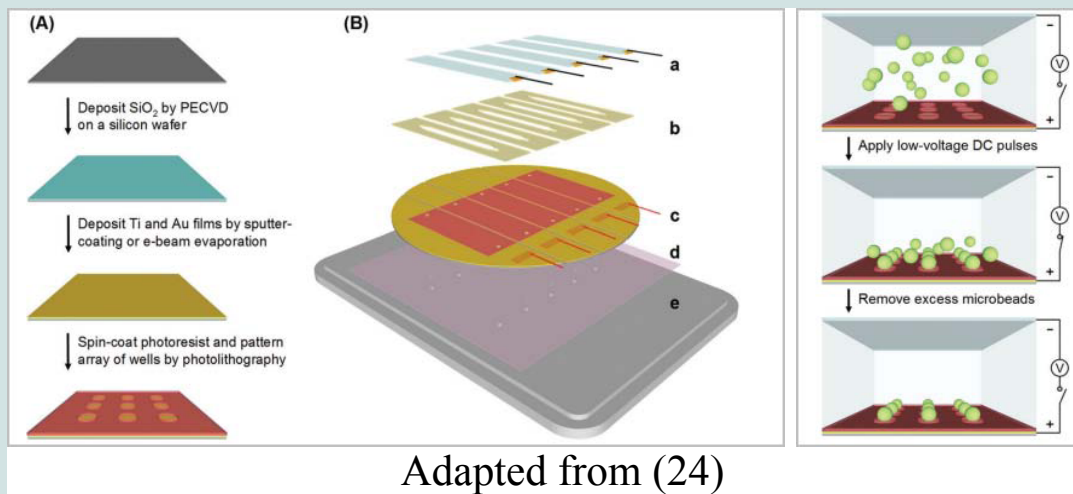 (A)
Deposit SiO₂ by PECVD
on a silicon wafer
Deposit Ti and Au films by sputter-
coating or e-beam evaporation
Spin-coat photoresist and pattern
array of wells by photolithography
(B)
a
b
c
d
e
−
V
+
Apply low-voltage DC pulses
−
V
+
Remove excess microbeads
−
V
+
Adapted from (24)